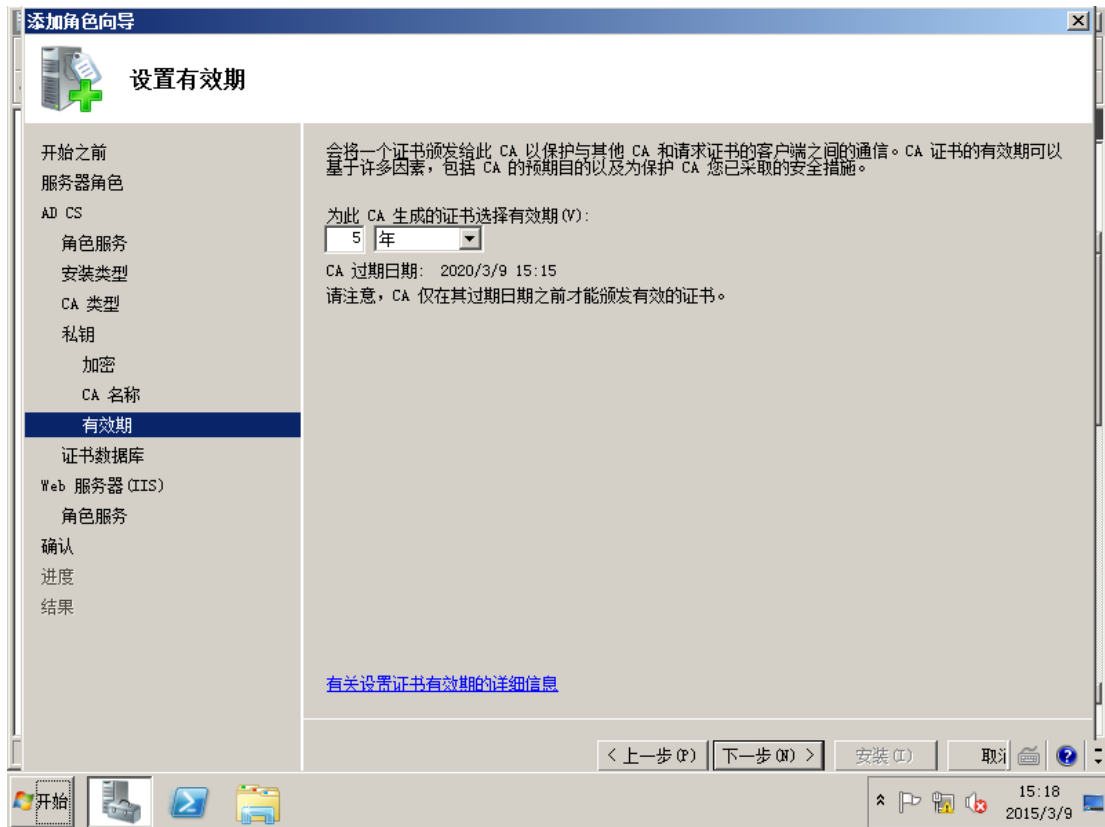 添加角色向导
设置有效期
开始之前
服务器角色
AD CS
角色服务
安装类型
CA 类型
私钥
加密
CA 名称
有效期
证书数据库
Web 服务器(IIS)
角色服务
确认
进度
结果
会将一个证书颁发给此 CA 以保护与其他 CA 和请求证书的客户端之间的通信。CA 证书的有效期可以
基于许多因素，包括 CA 的预期目的以及为保护 CA 您已采取的安全措施。
为此 CA 生成的证书选择有效期(V):
5 年
CA 过期日期: 2020/3/9 15:15
请注意，CA 仅在其过期日期之前才能颁发有效的证书。
有关设置证书有效期的详细信息
< 上一步(P) 下一步(N) > 安装(I) 取消
开始
15:18
2015/3/9